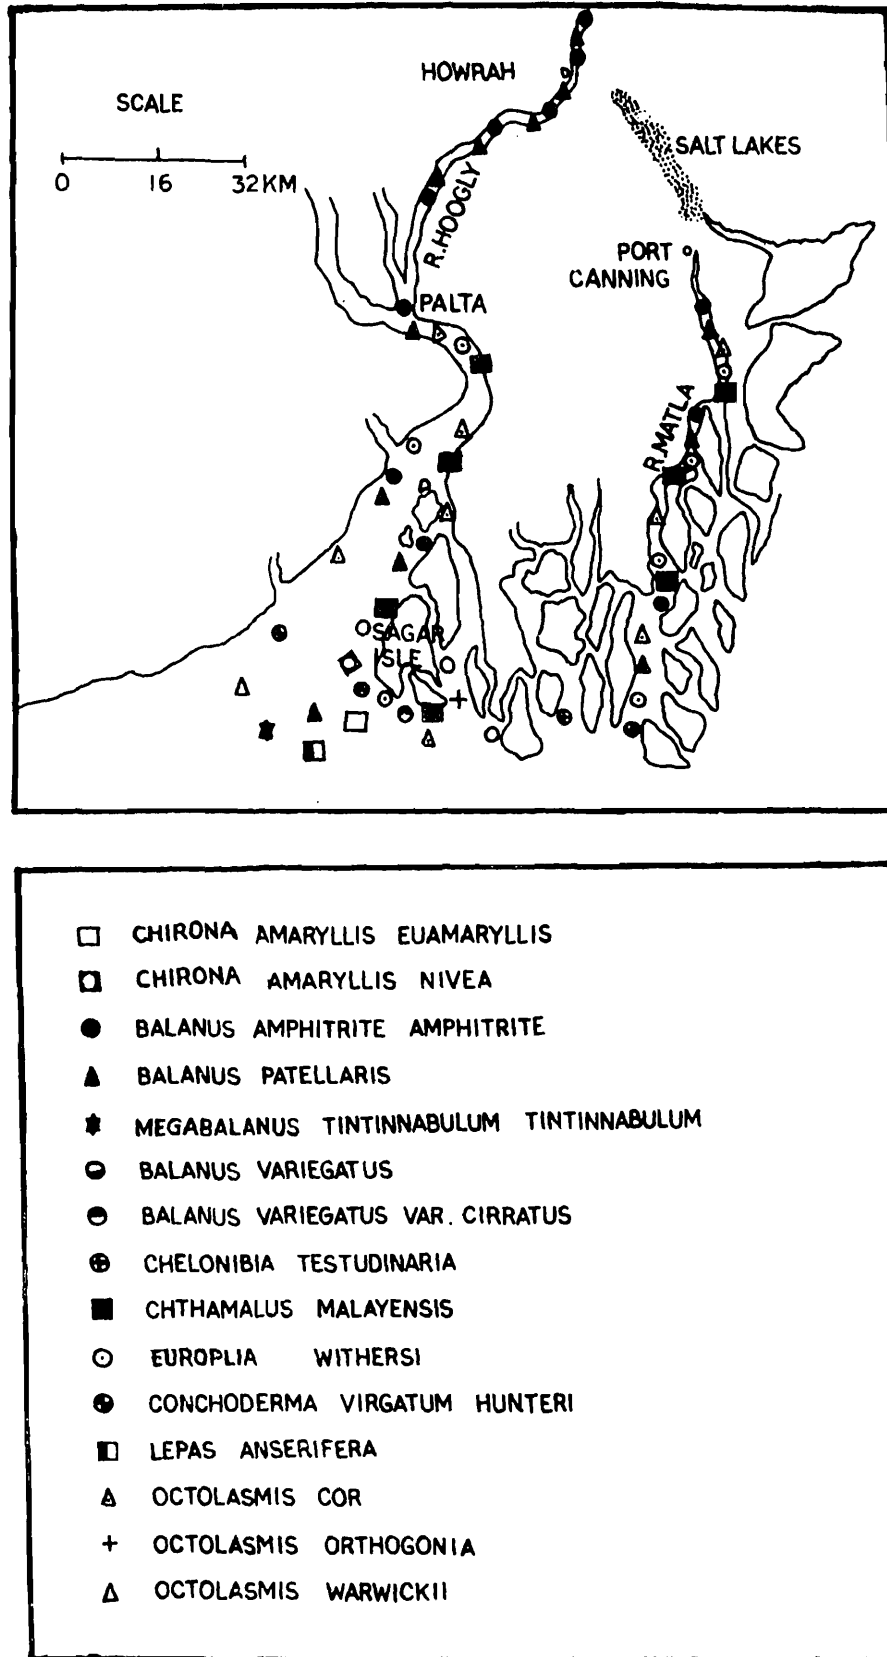 HOWRAH
SCALE
0 16 32KM
SALT LAKES
R.HOOGLY
PORT
CANNING
PALTA
R.MATLA
SAGAR
ISLE
CHIRONA AMARYLLIS EUAMARYLLIS
CHIRONA AMARYLLIS NIVEA
BALANUS AMPHITRITE AMPHITRITE
BALANUS PATELLARIS
MEGABALANUS TINTINNABULUM TINTINNABULUM
BALANUS VARIEGATUS
BALANUS VARIEGATUS VAR. CIRRATUS
CHELONIBIA TESTUDINARIA
CHTHAMALUS MALAYENSIS
EUROPLIA WITHERSI
CONCHODERMA VIRGATUM HUNTERI
LEPAS ANSERIFERA
OCTOLASMIS COR
OCTOLASMIS ORTHOGONIA
OCTOLASMIS WARWICKII